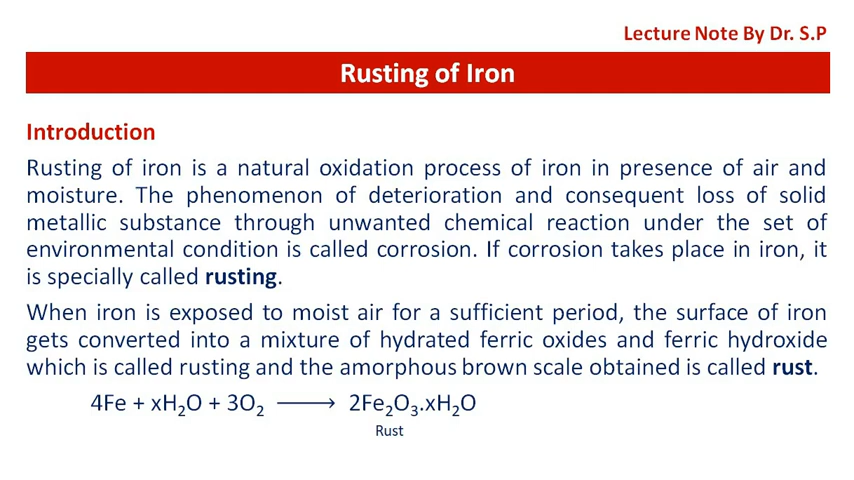 Lecture Note By Dr. S.P
Rusting of Iron
Introduction
Rusting of iron is a natural oxidation process of iron in presence of air and
moisture. The phenomenon of deterioration and consequent loss of solid
metallic substance through unwanted chemical reaction under the set of
environmental condition is called corrosion. If corrosion takes place in iron, it
is specially called rusting.
When iron is exposed to moist air for a sufficient period, the surface of iron
gets converted into a mixture of hydrated ferric oxides and ferric hydroxide
which is called rusting and the amorphous brown scale obtained is called rust.
4Fe + xH₂O + 3O₂ ⟶ 2Fe₂O₃.xH₂O
Rust